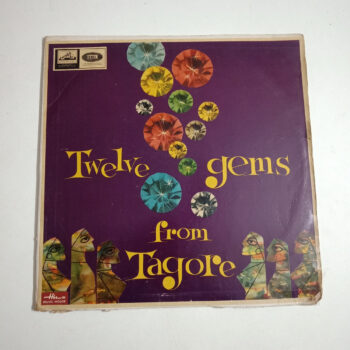 Twelve gems
from
Tagore